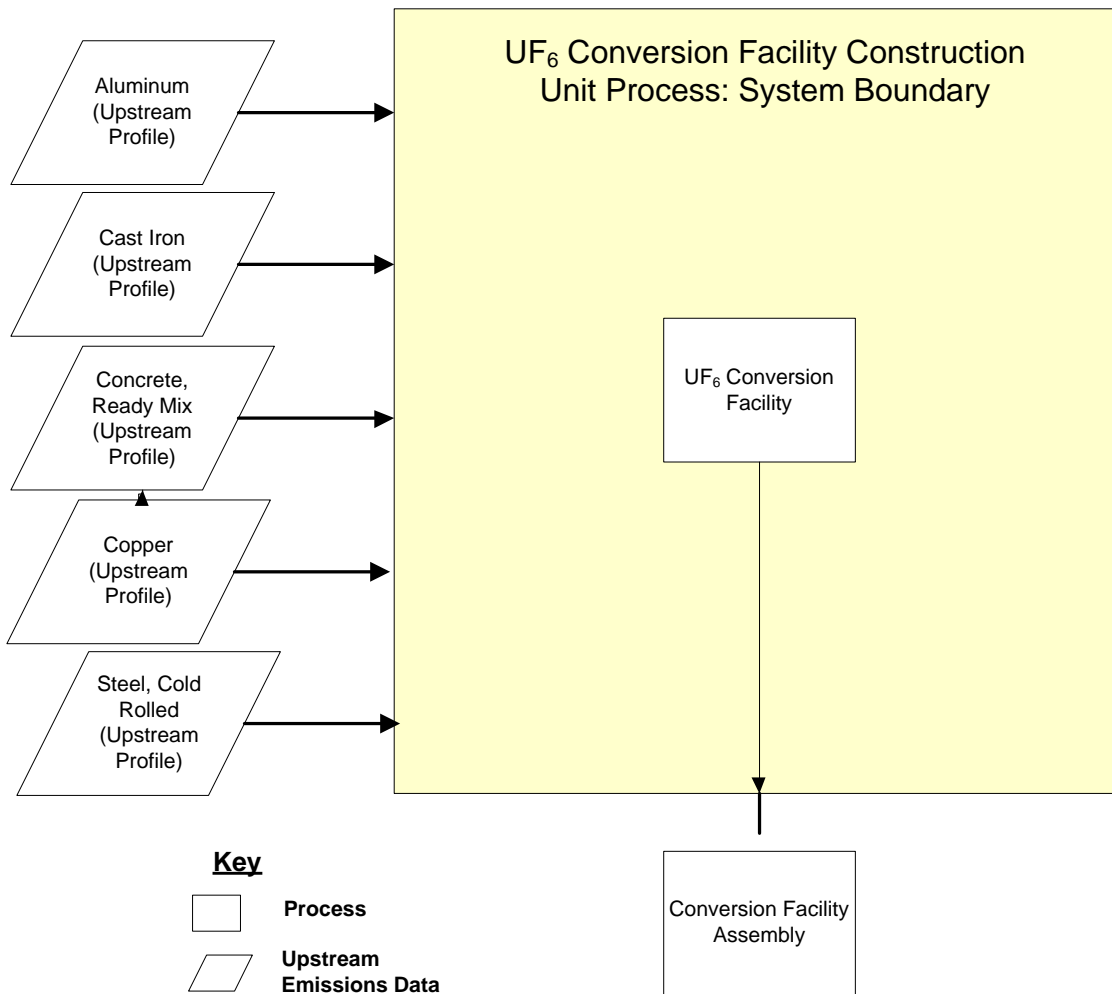 UF₆ Conversion Facility Construction
Unit Process: System Boundary
Aluminum
(Upstream
Profile)
Cast Iron
(Upstream
Profile)
Concrete,
Ready Mix
(Upstream
Profile)
Copper
(Upstream
Profile)
Steel, Cold
Rolled
(Upstream
Profile)
UF₆ Conversion
Facility
Conversion Facility
Assembly
Key
Process
Upstream
Emissions Data